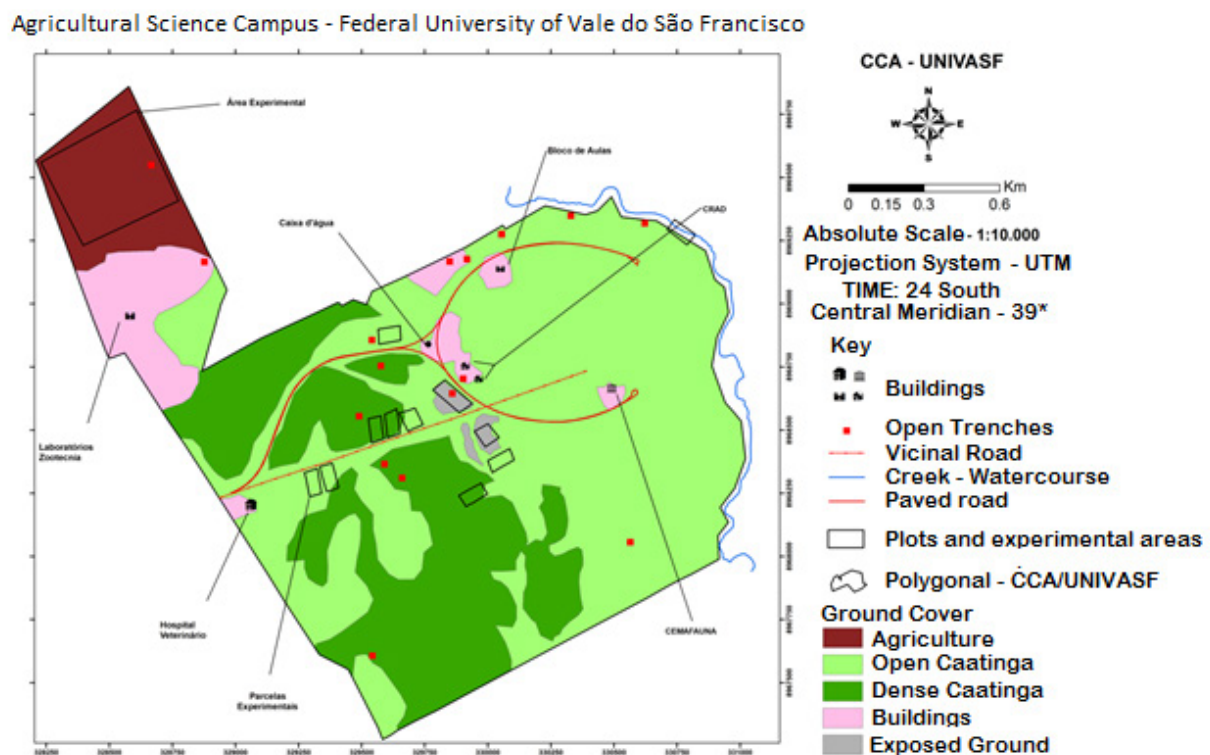 Agricultural Science Campus - Federal University of Vale do São Francisco
CCA - UNIVASF
N
W E
S
Km
0 0.15 0.3 0.6
Absolute Scale - 1:10.000
Projection System - UTM
TIME: 24 South
Central Meridian - 39*
Key
Buildings
Open Trenches
Vicinal Road
Creek - Watercourse
Paved road
Plots and experimental areas
Polygonal - CCA/UNIVASF
Ground Cover
Agriculture
Open Caatinga
Dense Caatinga
Buildings
Exposed Ground
Área Experimental
Bloco de Aulas
CRAD
Caixa d'água
Laboratórios
Zootecnia
Hospital
Veterinário
Parcelas
Experimentais
CEMAFAUNA